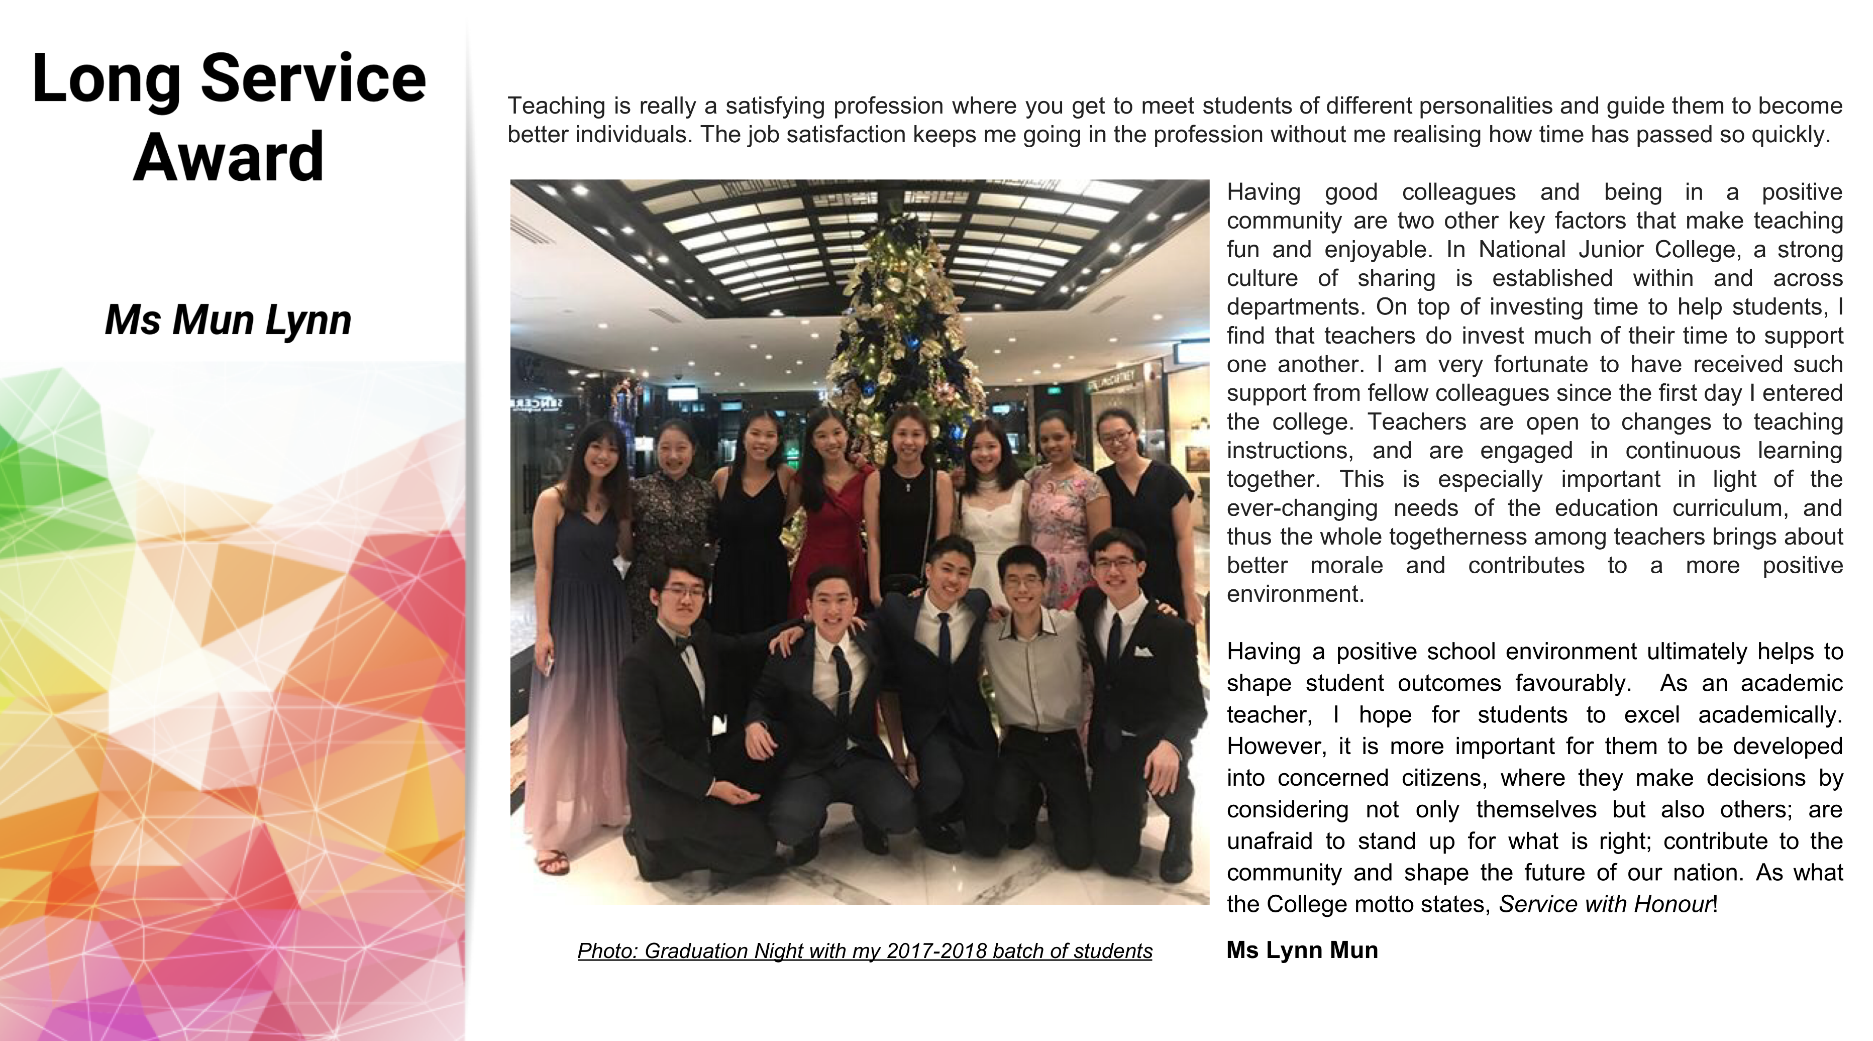 Long Service
Award
Ms Mun Lynn
Teaching is really a satisfying profession where you get to meet students of different personalities and guide them to become
better individuals. The job satisfaction keeps me going in the profession without me realising how time has passed so quickly.
Having good colleagues and being in a positive
community are two other key factors that make teaching
fun and enjoyable. In National Junior College, a strong
culture of sharing is established within and across
departments. On top of investing time to help students, I
find that teachers do invest much of their time to support
one another. I am very fortunate to have received such
support from fellow colleagues since the first day I entered
the college. Teachers are open to changes to teaching
instructions, and are engaged in continuous learning
together. This is especially important in light of the
ever-changing needs of the education curriculum, and
thus the whole togetherness among teachers brings about
better morale and contributes to a more positive
environment.
Having a positive school environment ultimately helps to
shape student outcomes favourably. As an academic
teacher, I hope for students to excel academically.
However, it is more important for them to be developed
into concerned citizens, where they make decisions by
considering not only themselves but also others; are
unafraid to stand up for what is right; contribute to the
community and shape the future of our nation. As what
the College motto states, Service with Honour!
Photo: Graduation Night with my 2017-2018 batch of students
Ms Lynn Mun